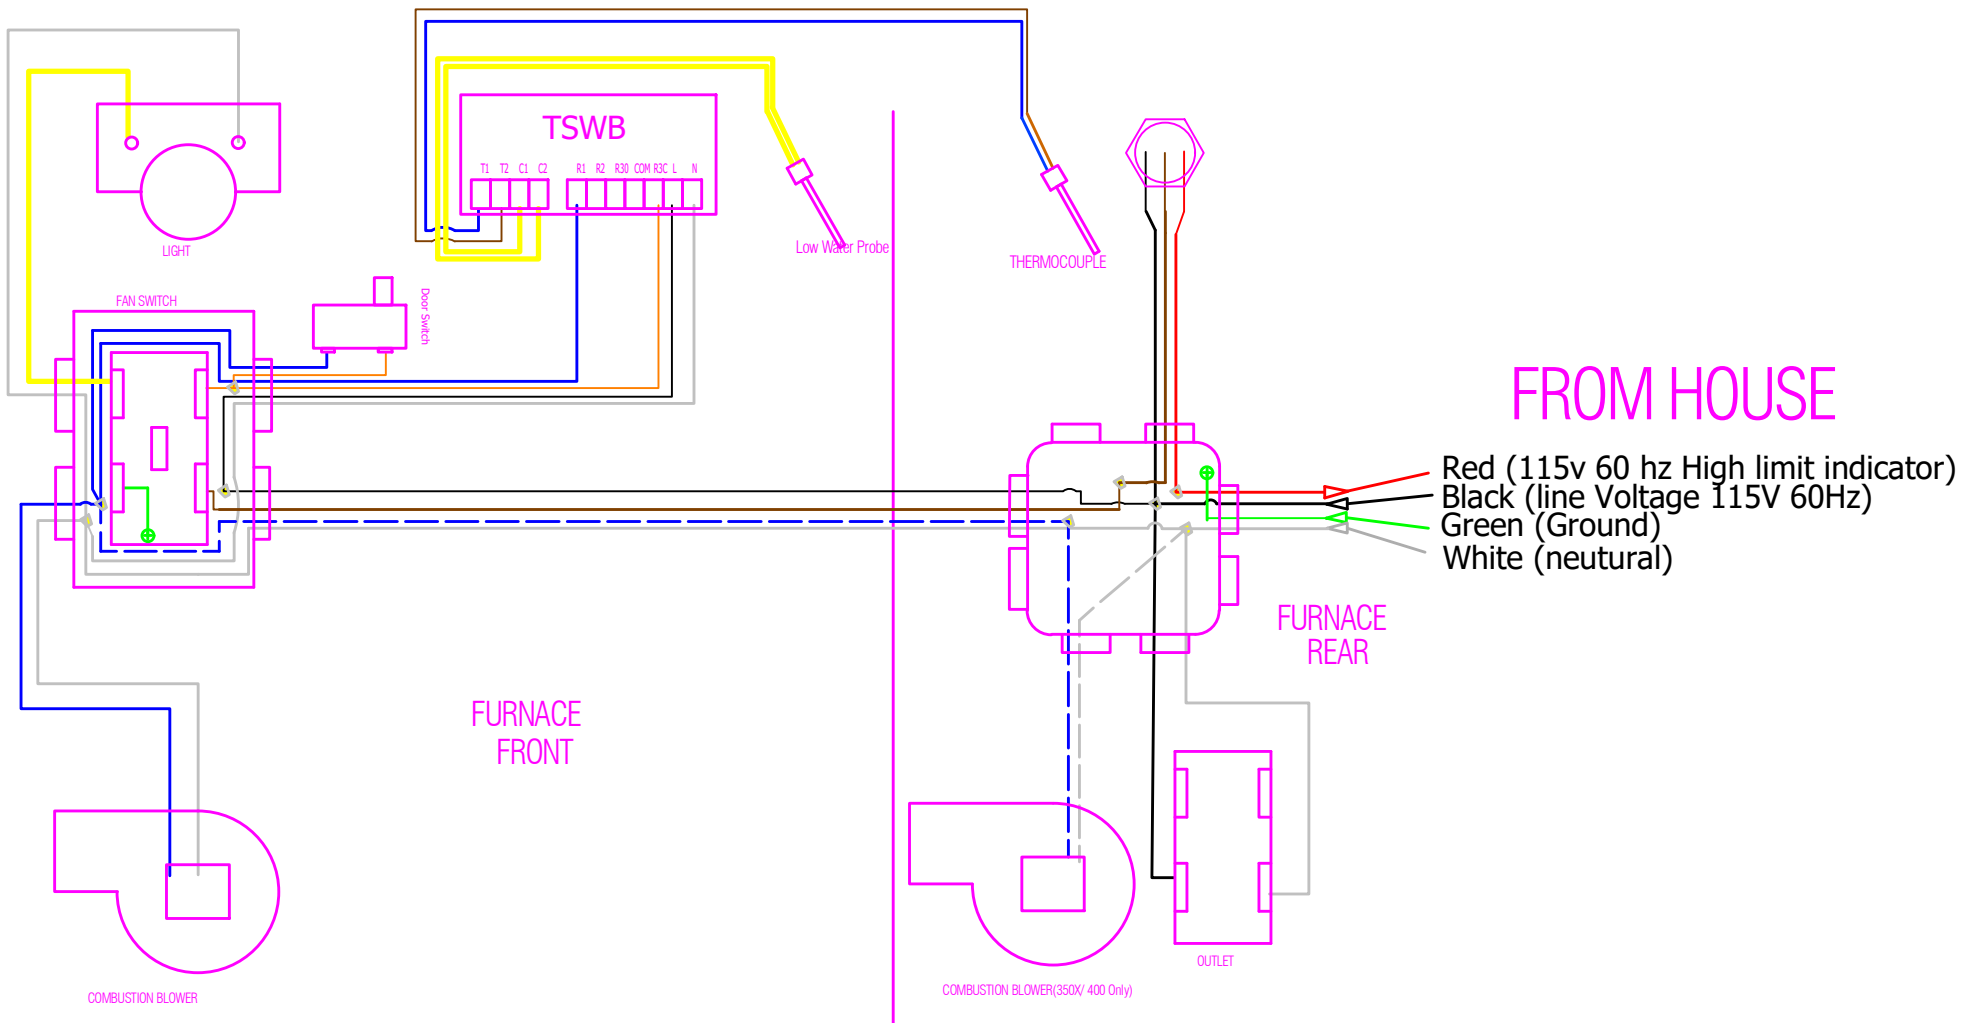 TSWB
T1 T2 C1 C2 R1 R2 R30 COM R3C L N
LIGHT
Low Water Probe
THERMOCOUPLE
FAN SWITCH
Door Switch
FROM HOUSE
Red (115v 60 hz High limit indicator)
Black (line Voltage 115V 60Hz)
Green (Ground)
White (neutural)
FURNACE
REAR
FURNACE
FRONT
OUTLET
COMBUSTION BLOWER
COMBUSTION BLOWER(350X/ 400 Only)